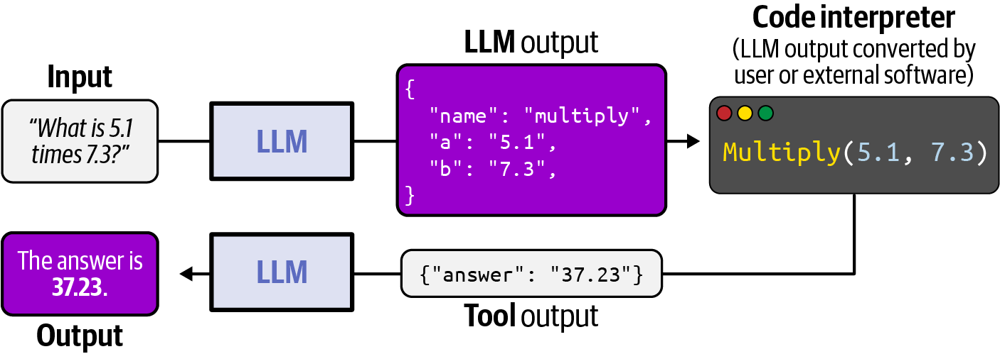 Input
“What is 5.1
times 7.3?”
LLM
LLM output
{
"name": "multiply",
"a": "5.1",
"b": "7.3",
}
Code interpreter
(LLM output converted by
user or external software)
Multiply(5.1, 7.3)
{"answer": "37.23"}
Tool output
LLM
The answer is
37.23.
Output